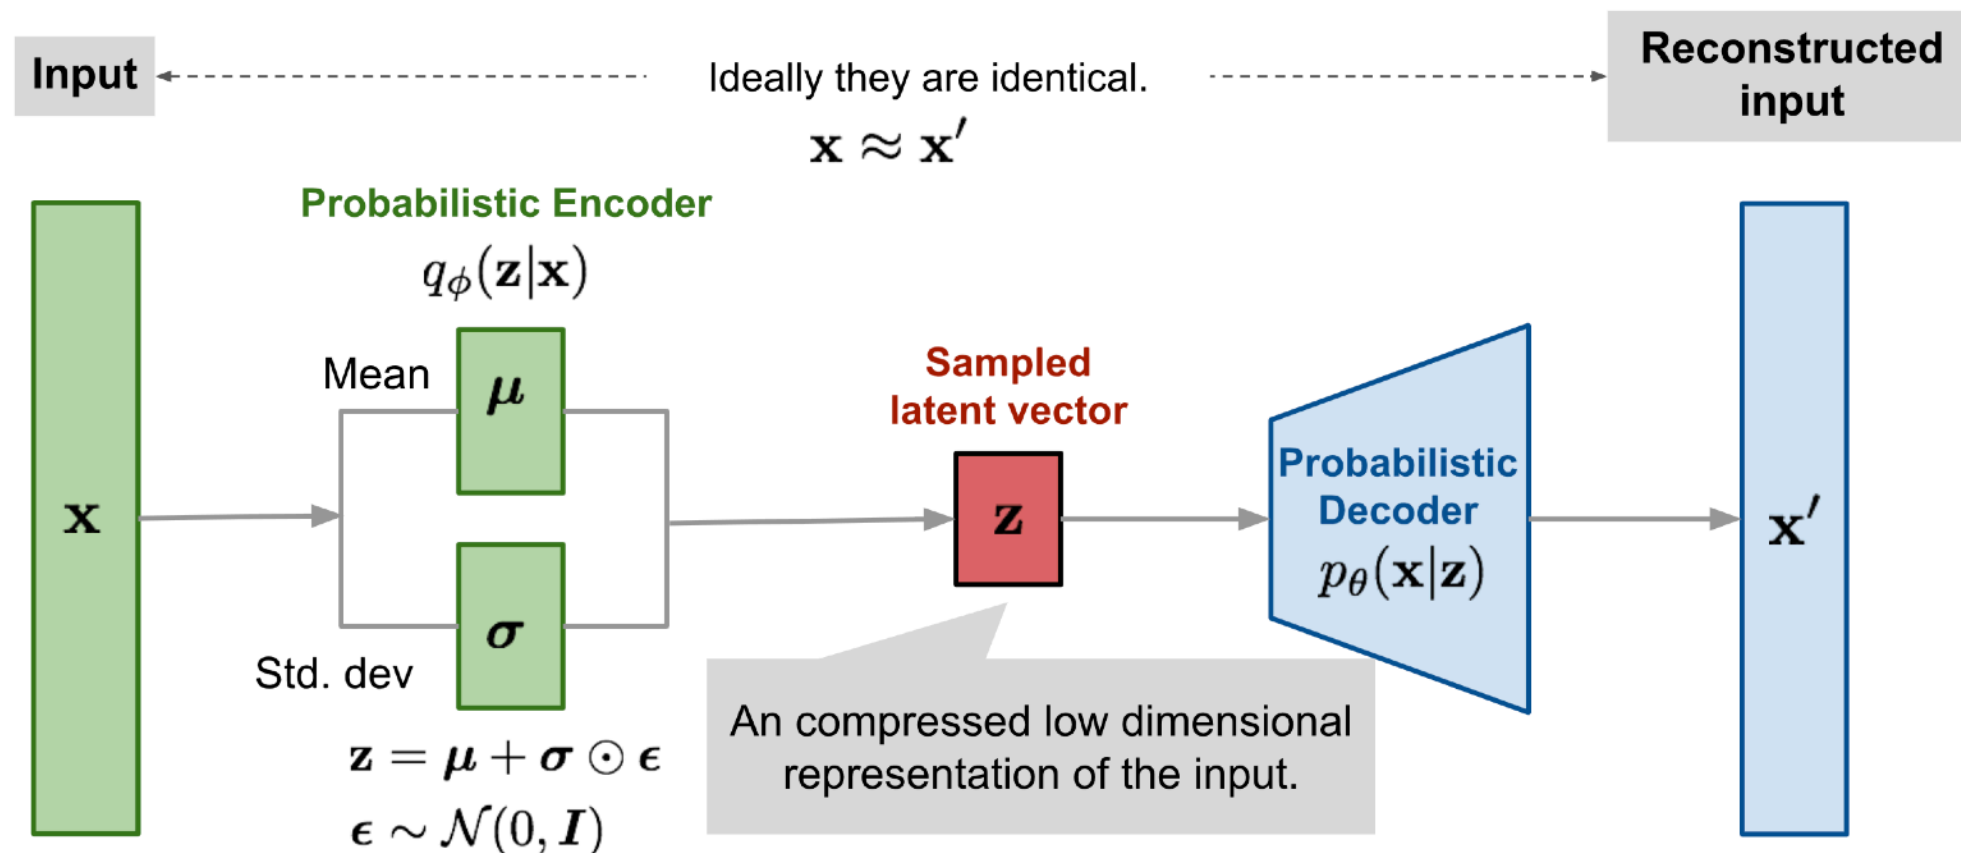 Input
Ideally they are identical.
x ≈ x′
Reconstructed
input
Probabilistic Encoder
qϕ(z|x)
Mean
μ
Sampled
latent vector
x
z
Probabilistic
Decoder
pθ(x|z)
x′
σ
Std. dev
z = μ + σ ⊙ ϵ
ϵ ∼ 𝒩(0, I)
An compressed low dimensional
representation of the input.